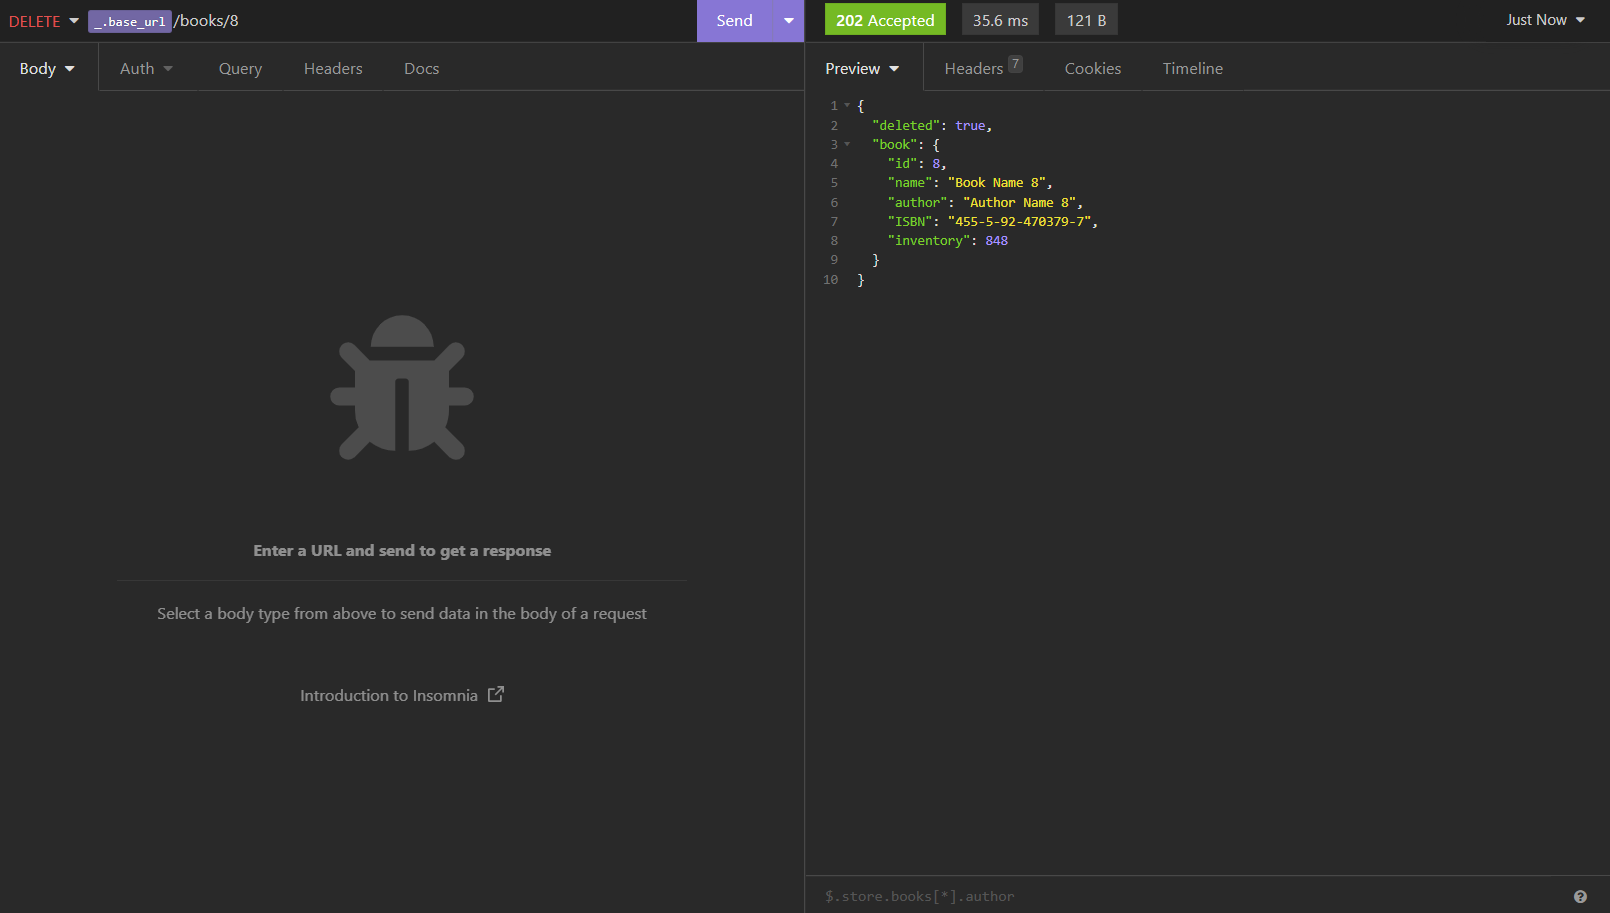 DELETE _.base_url /books/8 Send
202 Accepted 35.6 ms 121 B Just Now
Body Auth Query Headers Docs
Preview Headers 7 Cookies Timeline
1 {
2 "deleted": true,
3 "book": {
4 "id": 8,
5 "name": "Book Name 8",
6 "author": "Author Name 8",
7 "ISBN": "455-5-92-470379-7",
8 "inventory": 848
9 }
10 }
Enter a URL and send to get a response
Select a body type from above to send data in the body of a request
Introduction to Insomnia
$.store.books[*].author ?